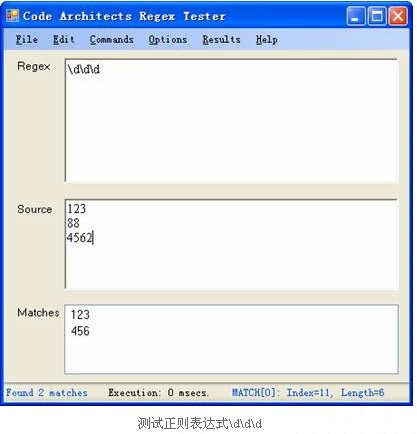 Code Architects Regex Tester
File Edit Commands Options Results Help
Regex
\d\d\d
Source
123
88
4562
Matches
123
456
Found 2 matches Execution: 0 msecs. MATCH[0]: Index=11, Length=6
测试正则表达式\d\d\d